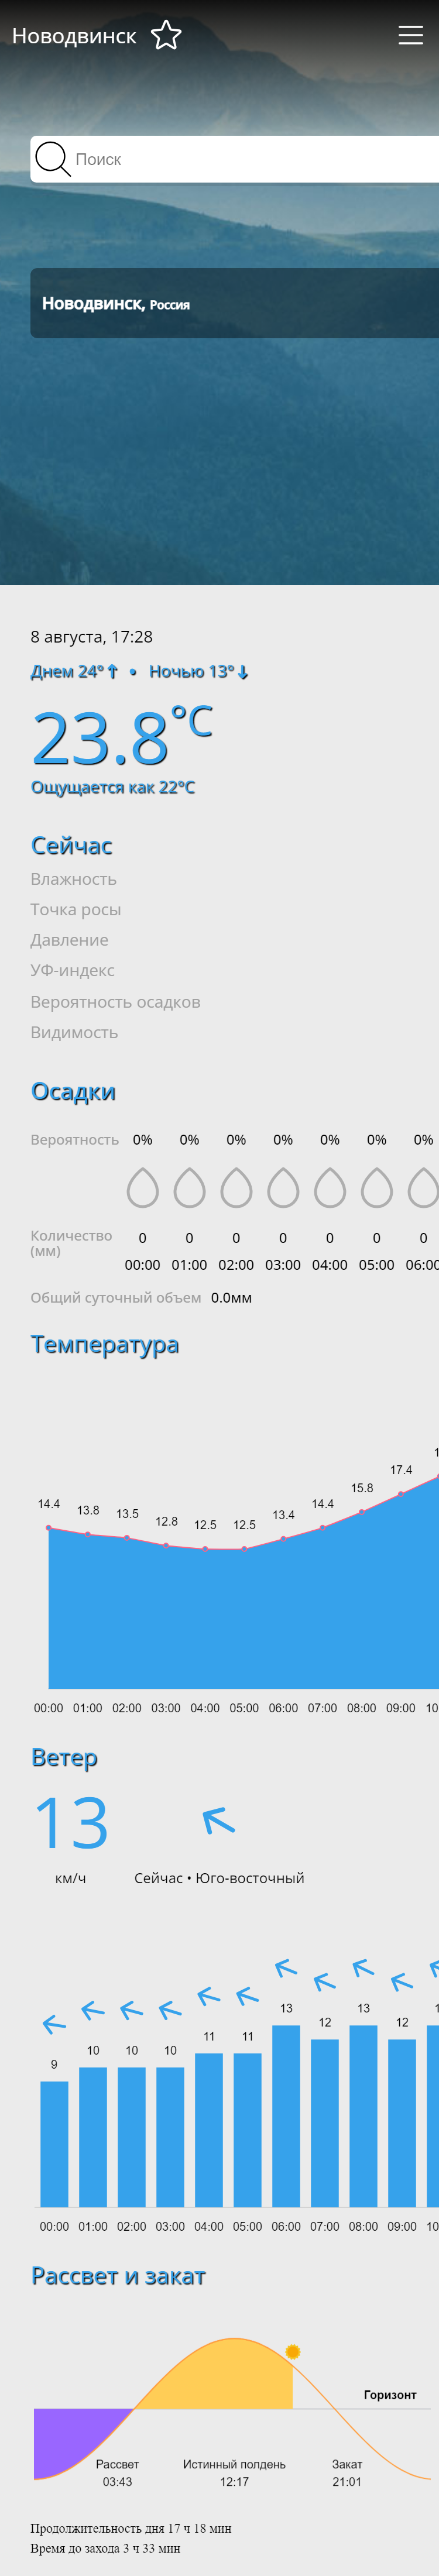 Новодвинск
Поиск
Новодвинск, Россия
8 августа, 17:28
Днем 24° • Ночью 13°
23.8°C
Ощущается как 22°C
Сейчас
Влажность
Точка росы
Давление
УФ-индекс
Вероятность осадков
Видимость
Осадки
Вероятность 0% 0% 0% 0% 0% 0% 0%
Количество (мм) 0 0 0 0 0 0 0
00:00 01:00 02:00 03:00 04:00 05:00 06:00
Общий суточный объем 0.0мм
Температура
14.4 13.8 13.5 12.8 12.5 12.5 13.4 14.4 15.8 17.4 1
00:00 01:00 02:00 03:00 04:00 05:00 06:00 07:00 08:00 09:00 10
Ветер
13
км/ч
Сейчас • Юго-восточный
9 10 10 10 11 11 13 12 13 12 1
00:00 01:00 02:00 03:00 04:00 05:00 06:00 07:00 08:00 09:00 10
Рассвет и закат
Горизонт
Рассвет Истинный полдень Закат
03:43 12:17 21:01
Продолжительность дня 17 ч 18 мин
Время до захода 3 ч 33 мин